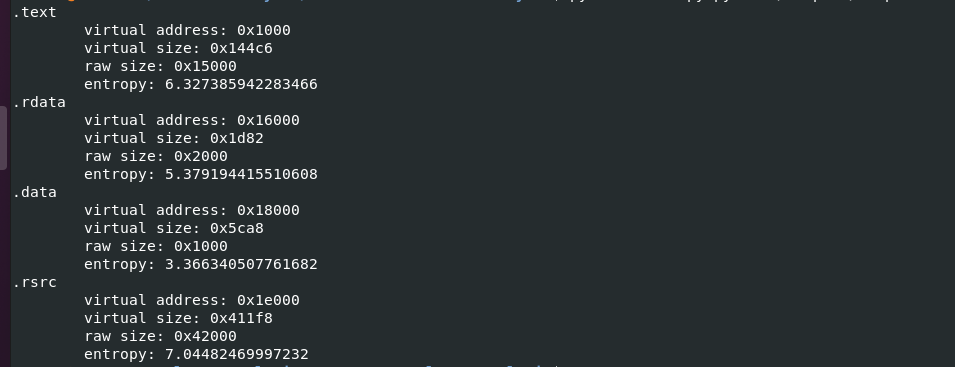 .text
virtual address: 0x1000
virtual size: 0x144c6
raw size: 0x15000
entropy: 6.327385942283466
.rdata
virtual address: 0x16000
virtual size: 0x1d82
raw size: 0x2000
entropy: 5.379194415510608
.data
virtual address: 0x18000
virtual size: 0x5ca8
raw size: 0x1000
entropy: 3.366340507761682
.rsrc
virtual address: 0x1e000
virtual size: 0x411f8
raw size: 0x42000
entropy: 7.04482469997232